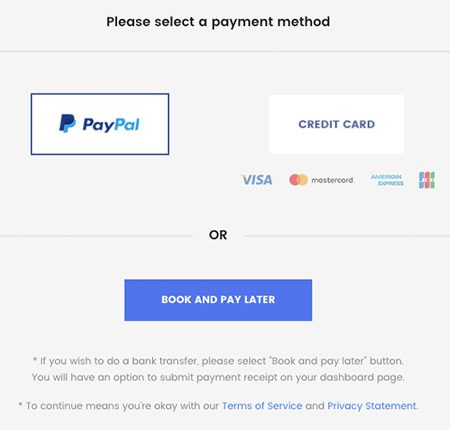 Please select a payment method
PayPal
CREDIT CARD
VISA
mastercard.
AMERICAN
EXPRESS
JCB
OR
BOOK AND PAY LATER
* If you wish to do a bank transfer, please select "Book and pay later" button.
You will have an option to submit payment receipt on your dashboard page.
* To continue means you're okay with our Terms of Service and Privacy Statement.